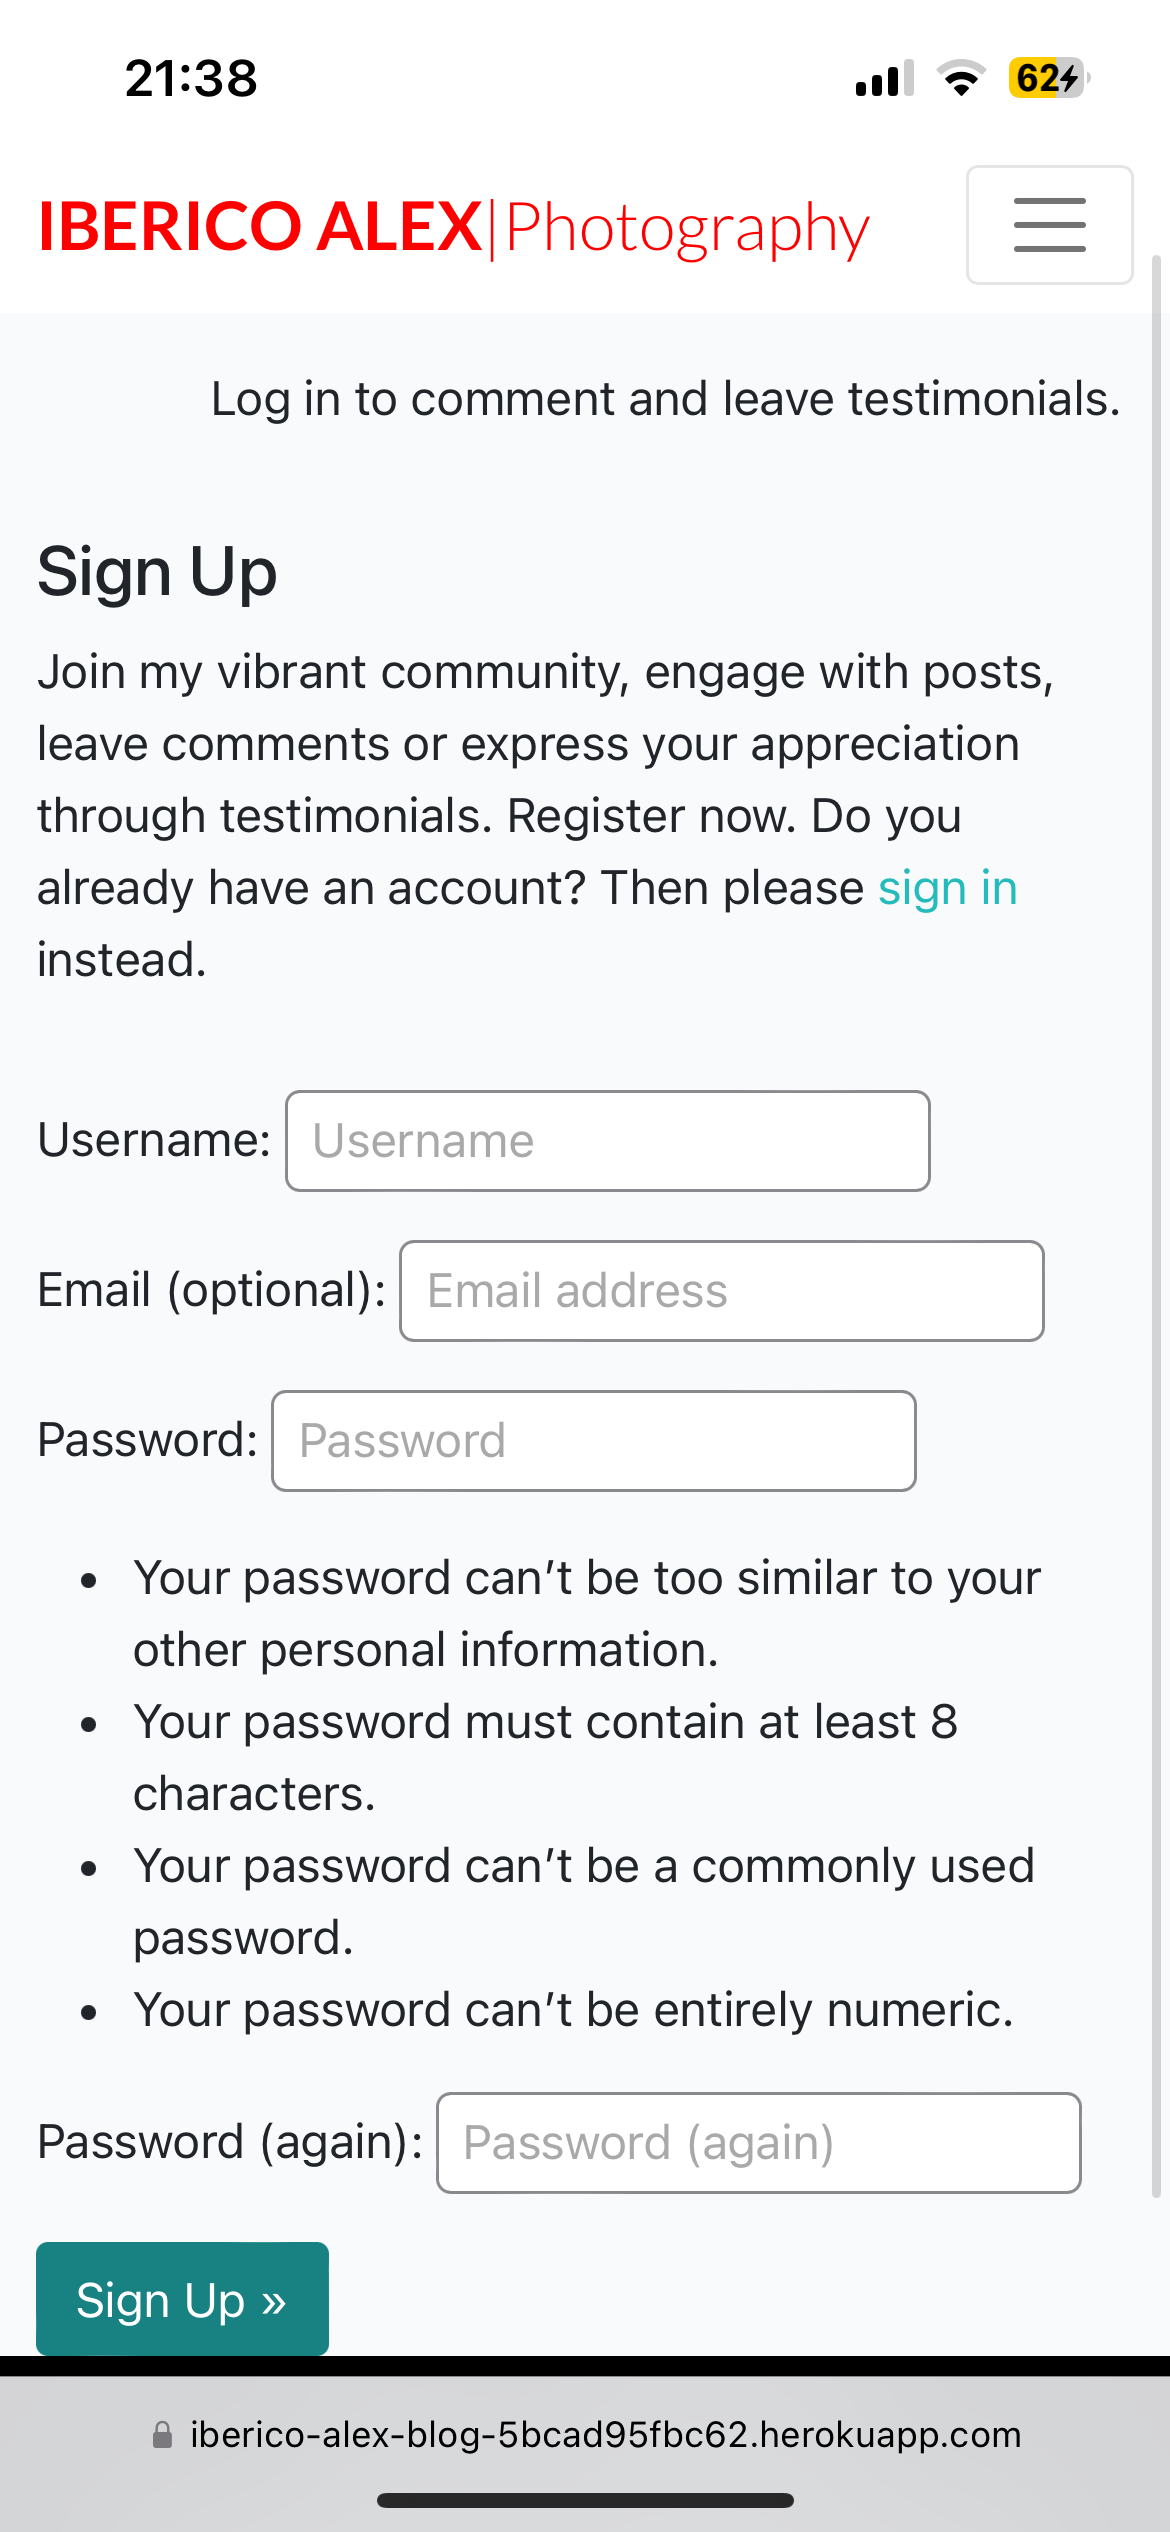 21:38
62
IBERICO ALEX|Photography
Log in to comment and leave testimonials.
Sign Up
Join my vibrant community, engage with posts,
leave comments or express your appreciation
through testimonials. Register now. Do you
already have an account? Then please sign in
instead.
Username: Username
Email (optional): Email address
Password: Password
• Your password can’t be too similar to your
other personal information.
• Your password must contain at least 8
characters.
• Your password can’t be a commonly used
password.
• Your password can’t be entirely numeric.
Password (again): Password (again)
Sign Up »
iberico-alex-blog-5bcad95fbc62.herokuapp.com